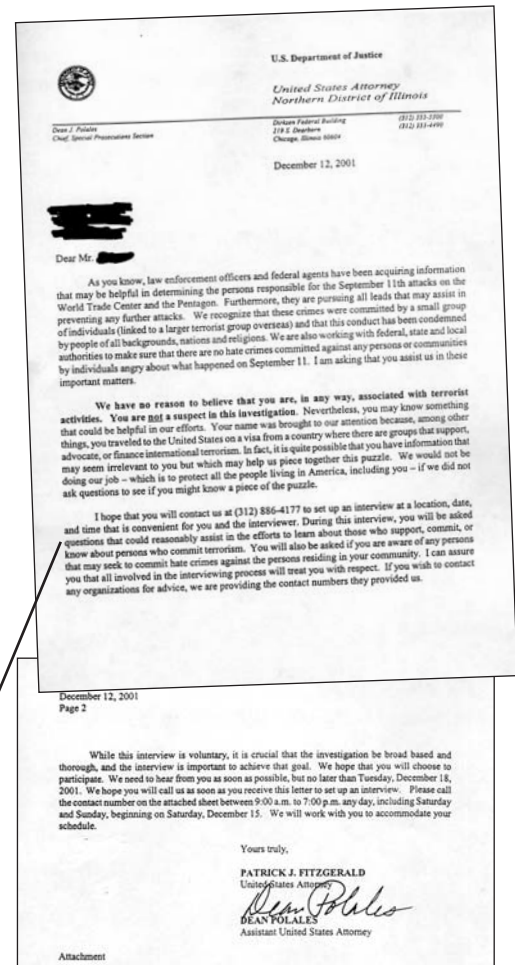 U.S. Department of Justice
United States Attorney
Northern District of Illinois
Dean J. Polales
Chief, Special Prosecutions Section
Dirksen Federal Building
219 S. Dearborn
Chicago, Illinois 60604
December 12, 2001
Dear Mr.
As you know, law enforcement officers and federal agents have been acquiring information
that may be helpful in determining the persons responsible for the September 11th attacks on the
World Trade Center and the Pentagon. Furthermore, they are pursuing all leads that may assist in
preventing any further attacks. We recognize that these crimes were committed by a small group
of individuals (linked to a larger terrorist group overseas) and that this conduct has been condemned
by people of all backgrounds, nations and religions. We are also working with federal, state and local
authorities to make sure that there are no hate crimes committed against any persons or communities
by individuals angry about what happened on September 11. I am asking that you assist us in these
important matters.
We have no reason to believe that you are, in any way, associated with terrorist
activities. You are not a suspect in this investigation. Nevertheless, you may know something
that could be helpful in our efforts. Your name was brought to our attention because, among other
things, you traveled to the United States on a visa from a country where there are groups that support,
advocate, or finance international terrorism. In fact, it is quite possible that you have information that
may seem irrelevant to you but which may help us piece together this puzzle. We would not be
doing our job – which is to protect all the people living in America, including you – if we did not
ask questions to see if you might know a piece of the puzzle.
I hope that you will contact us at (312) 886-4177 to set up an interview at a location, date,
and time that is convenient for you and the interviewer. During this interview, you will be asked
questions that could reasonably assist in the efforts to learn about those who support, commit, or
know about persons who commit terrorism. You will also be asked if you are aware of any persons
that may seek to commit hate crimes against the persons residing in your community. I can assure
you that all involved in the interviewing process will treat you with respect. If you wish to contact
any organizations for advice, we are providing the contact numbers they provided us.
December 12, 2001
Page 2
While this interview is voluntary, it is crucial that the investigation be broad based and
thorough, and the interview is important to achieve that goal. We hope that you will choose to
participate. We need to hear from you as soon as possible, but no later than Tuesday, December 18,
2001. We hope you will call us as soon as you receive this letter to set up an interview. Please call
the contact number on the attached sheet between 9:00 a.m. to 7:00 p.m. any day, including Saturday
and Sunday, beginning on Saturday, December 15. We will work with you to accommodate your
schedule.
Yours truly,
PATRICK J. FITZGERALD
United States Attorney
Dean Polales
DEAN POLALES
Assistant United States Attorney
Attachment